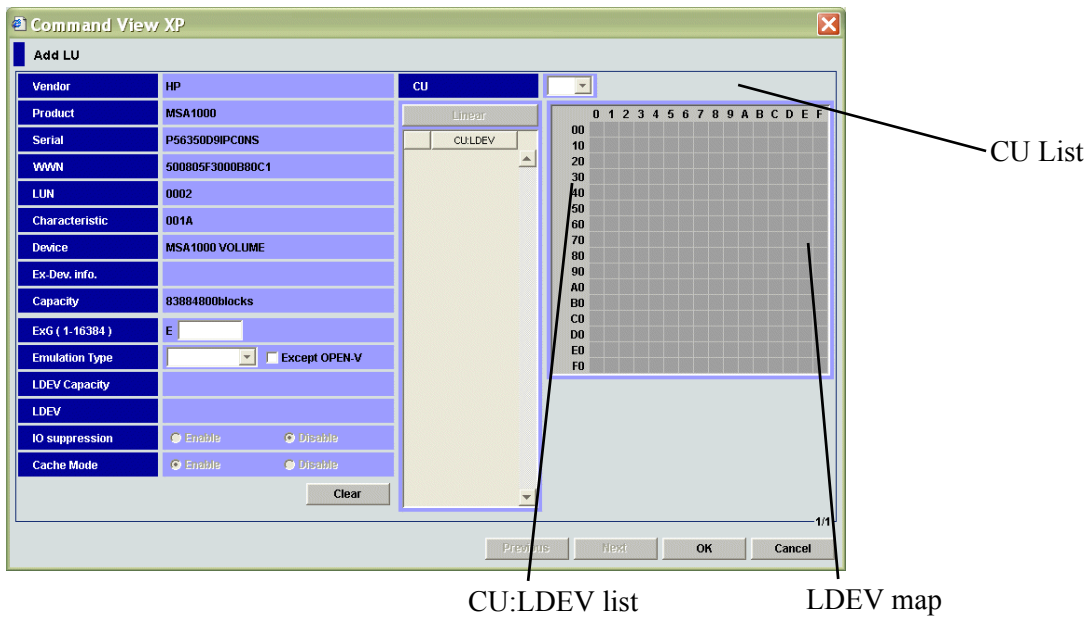 Command View XP
Add LU
Vendor HP
Product MSA1000
Serial P56350D9IPC0NS
WWN 500805F3000B80C1
LUN 0002
Characteristic 001A
Device MSA1000 VOLUME
Ex-Dev. info.
Capacity 83884800blocks
ExG ( 1-16384 ) E
Emulation Type Except OPEN-V
LDEV Capacity
LDEV
IO suppression Enable Disable
Cache Mode Enable Disable
Clear
CU
Linear
CU:LDEV
0 1 2 3 4 5 6 7 8 9 A B C D E F
00
10
20
30
40
50
60
70
80
90
A0
B0
C0
D0
E0
F0
1/1
Previous Next OK Cancel
CU List
CU:LDEV list
LDEV map